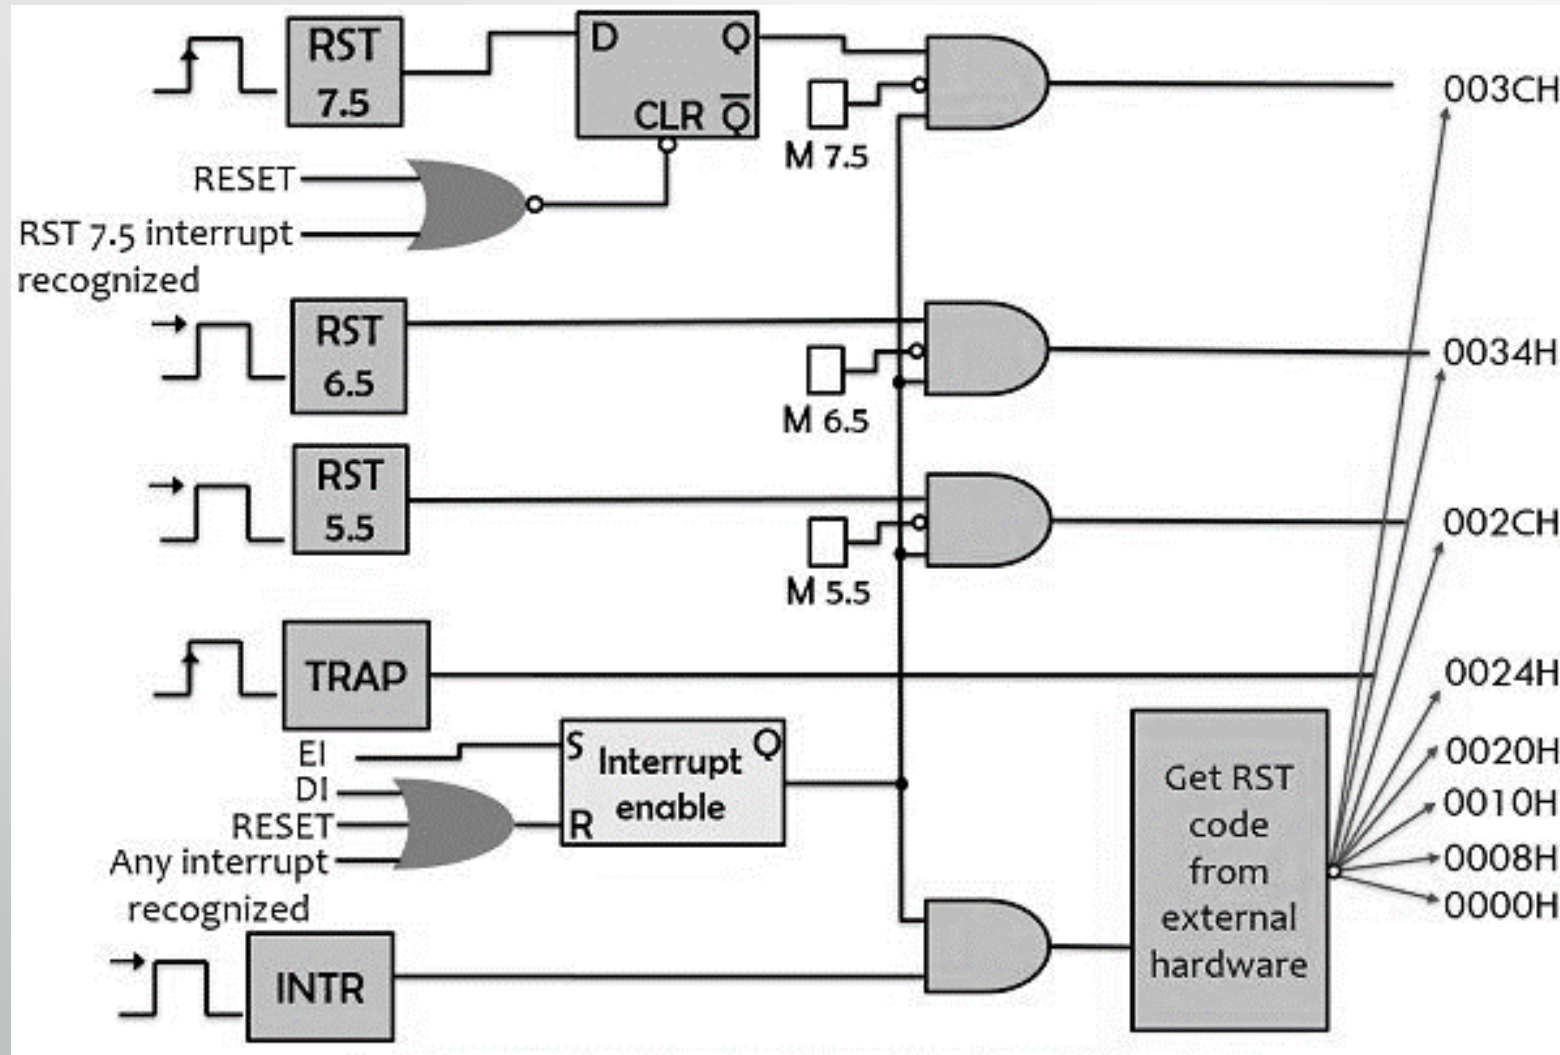 RST
7.5
D
Q
CLR
Q̅
M 7.5
003CH
RESET
RST 7.5 interrupt
recognized
RST
6.5
M 6.5
0034H
RST
5.5
M 5.5
002CH
TRAP
0024H
EI
DI
RESET
Any interrupt
recognized
S
Q
Interrupt
enable
R
Get RST
code
from
external
hardware
0020H
0010H
0008H
0000H
INTR